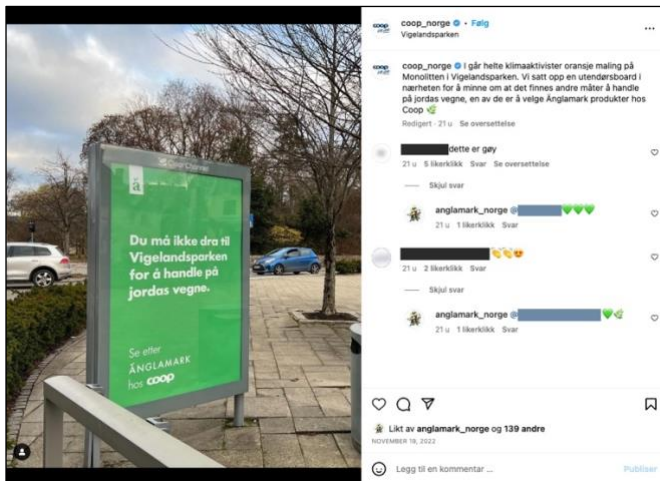 Du må ikke dra til
Vigelandsparken
for å handle på
jordas vegne.
Se etter
ÄNGLAMARK
hos coop
coop_norge • Følg
Vigelandsparken
coop_norge I går helte klimaaktivister oransje maling på
Monolitten i Vigelandsparken. Vi satt opp en utendørsboard i
nærheten for å minne om at det finnes andre måter å handle
på jordas vegne, en av de er å velge Änglamark produkter hos
Coop
Redigert · 21 u Se oversettelse
dette er gøy
21 u 5 likerklikk Svar Se oversettelse
Skjul svar
anglamark_norge @
21 u 1 likerklikk Svar
21 u 2 likerklikk Svar
Skjul svar
anglamark_norge @
21 u 1 likerklikk Svar
Likt av anglamark_norge og 139 andre
NOVEMBER 19, 2022
Legg til en kommentar ...
Publiser